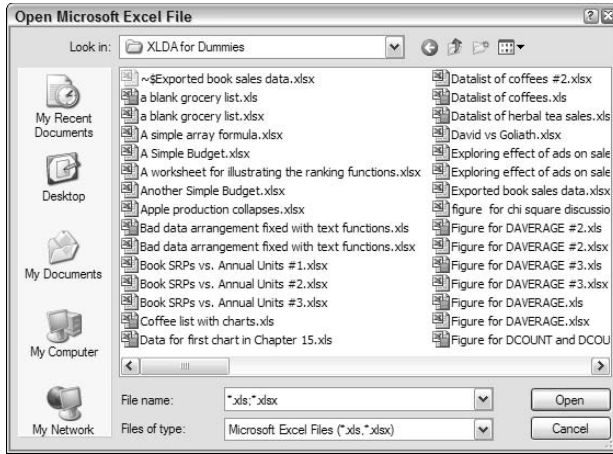 Open Microsoft Excel File
Look in:
XLDA for Dummies
My Recent
Documents
Desktop
My Documents
My Computer
My Network
~$Exported book sales data.xlsx
a blank grocery list.xls
a blank grocery list.xlsx
A simple array formula.xlsx
A Simple Budget.xlsx
A worksheet for illustrating the ranking functions.xlsx
Another Simple Budget.xlsx
Apple production collapses.xlsx
Bad data arrangement fixed with text functions.xls
Bad data arrangement fixed with text functions.xlsx
Book SRPs vs. Annual Units #1.xlsx
Book SRPs vs. Annual Units #2.xlsx
Book SRPs vs. Annual Units #3.xlsx
Coffee list with charts.xls
Data for first chart in Chapter 15.xls
Datalist of coffees #2.xlsx
Datalist of coffees.xls
Datalist of herbal tea sales.xls
David vs Goliath.xlsx
Exploring effect of ads on sale
Exploring effect of ads on sale
Exported book sales data.xlsx
figure for chi square discussio
Figure for DAVERAGE #2.xls
Figure for DAVERAGE #2.xlsx
Figure for DAVERAGE #3.xls
Figure for DAVERAGE #3.xlsx
Figure for DAVERAGE.xls
Figure for DAVERAGE.xlsx
Figure for DCOUNT and DCOU
File name:
*.xls;*.xlsx
Open
Files of type:
Microsoft Excel Files (*.xls,*.xlsx)
Cancel